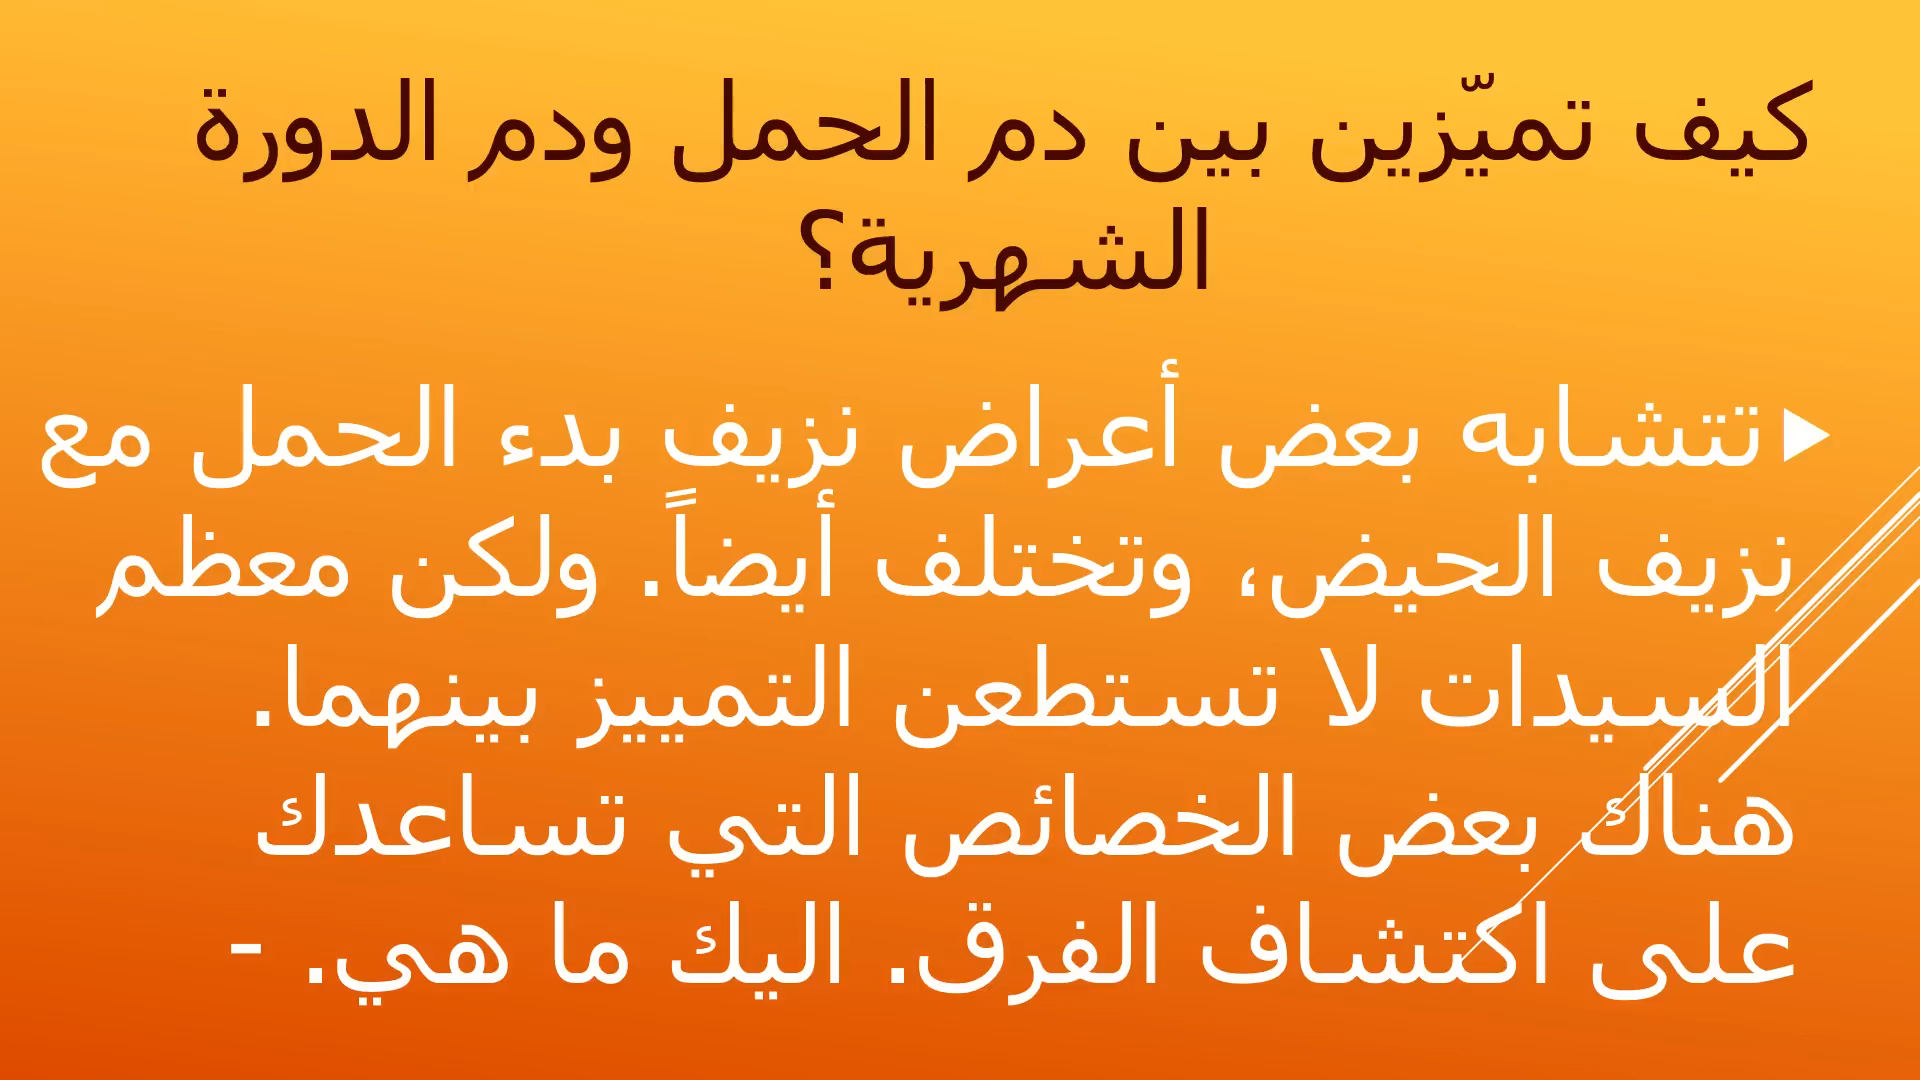 كيف تميّزين بين دم الحمل ودم الدورة
الشهرية؟
تتشابه بعض أعراض نزيف بدء الحمل مع
نزيف الحيض، وتختلف أيضاً. ولكن معظم
السيدات لا تستطعن التمييز بينهما.
هناك بعض الخصائص التي تساعدك
على اكتشاف الفرق. اليك ما هي. -